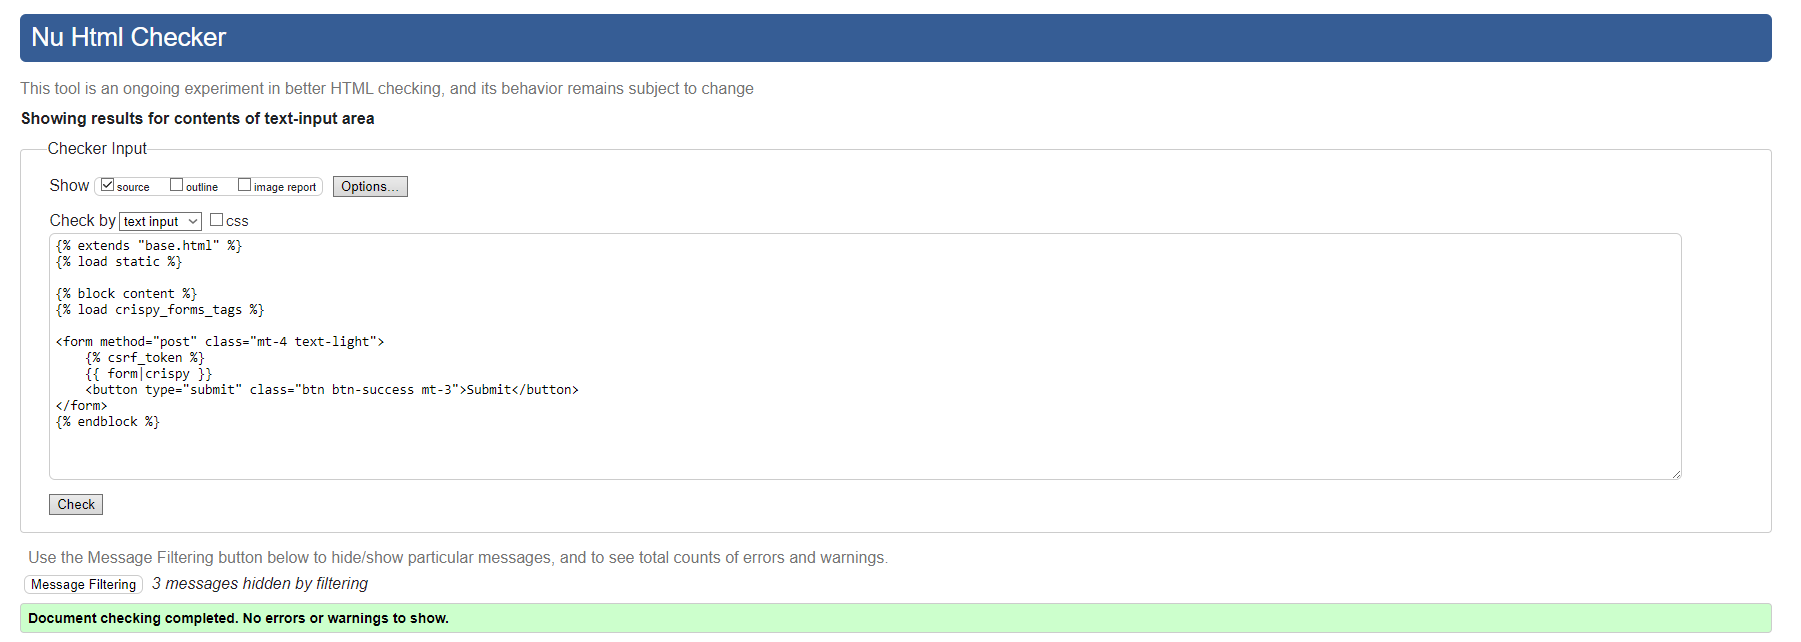 Nu Html Checker
This tool is an ongoing experiment in better HTML checking, and its behavior remains subject to change
Showing results for contents of text-input area
Checker Input
Show source outline image report Options...
Check by text input css
{% extends "base.html" %}
{% load static %}
{% block content %}
{% load crispy_forms_tags %}
<form method="post" class="mt-4 text-light">
    {% csrf_token %}
    {{ form|crispy }}
    <button type="submit" class="btn btn-success mt-3">Submit</button>
</form>
{% endblock %}
Check
Use the Message Filtering button below to hide/show particular messages, and to see total counts of errors and warnings.
Message Filtering 3 messages hidden by filtering
Document checking completed. No errors or warnings to show.